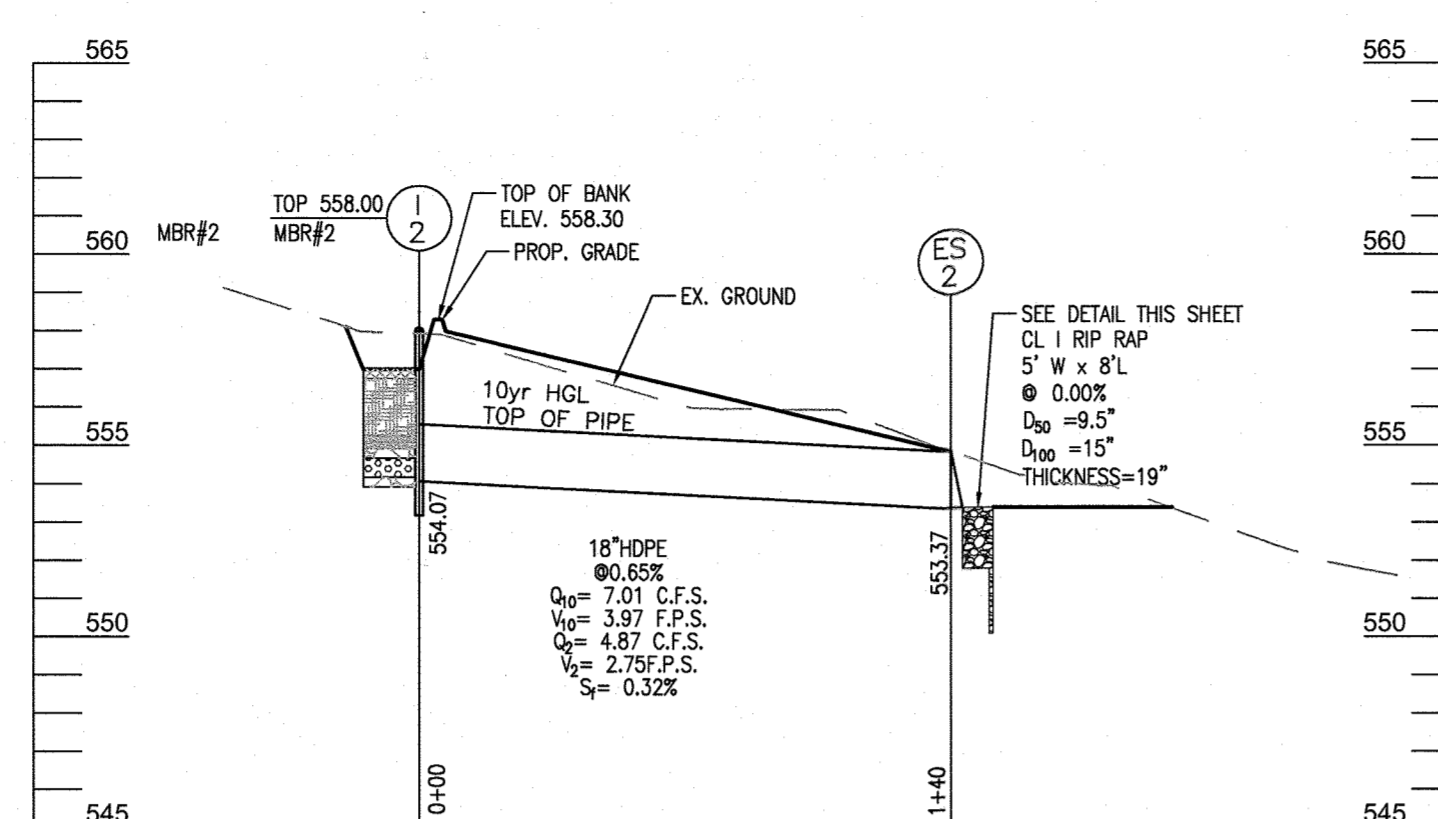 565
565
TOP 558.00
MBR#2
I
2
MBR#2
TOP OF BANK
ELEV. 558.30
PROP. GRADE
560
560
ES
2
EX. GROUND
SEE DETAIL THIS SHEET
CL I RIP RAP
5' W x 8'L
@ 0.00%
D50 =9.5"
D100 =15"
THICKNESS=19"
10yr HGL
TOP OF PIPE
555
555
554.07
553.37
18"HDPE
@0.65%
Q10= 7.01 C.F.S.
V10= 3.97 F.P.S.
Q2= 4.87 C.F.S.
V2= 2.75F.P.S.
Sf= 0.32%
550
550
0+00
1+40
545
545